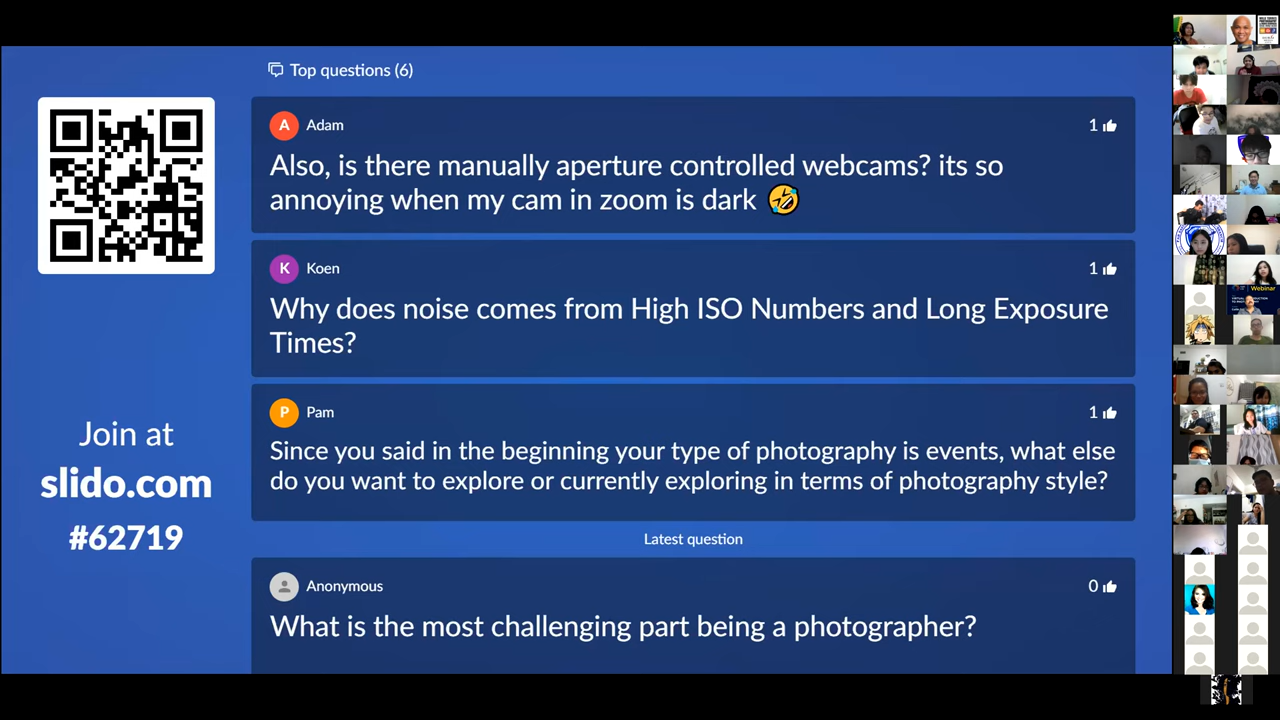 Top questions (6)
A Adam 1
Also, is there manually aperture controlled webcams? its so
annoying when my cam in zoom is dark 🤣
K Koen 1
Why does noise comes from High ISO Numbers and Long Exposure
Times?
P Pam 1
Since you said in the beginning your type of photography is events, what else
do you want to explore or currently exploring in terms of photography style?
Latest question
Anonymous 0
What is the most challenging part being a photographer?
Join at
slido.com
#62719
Webinar